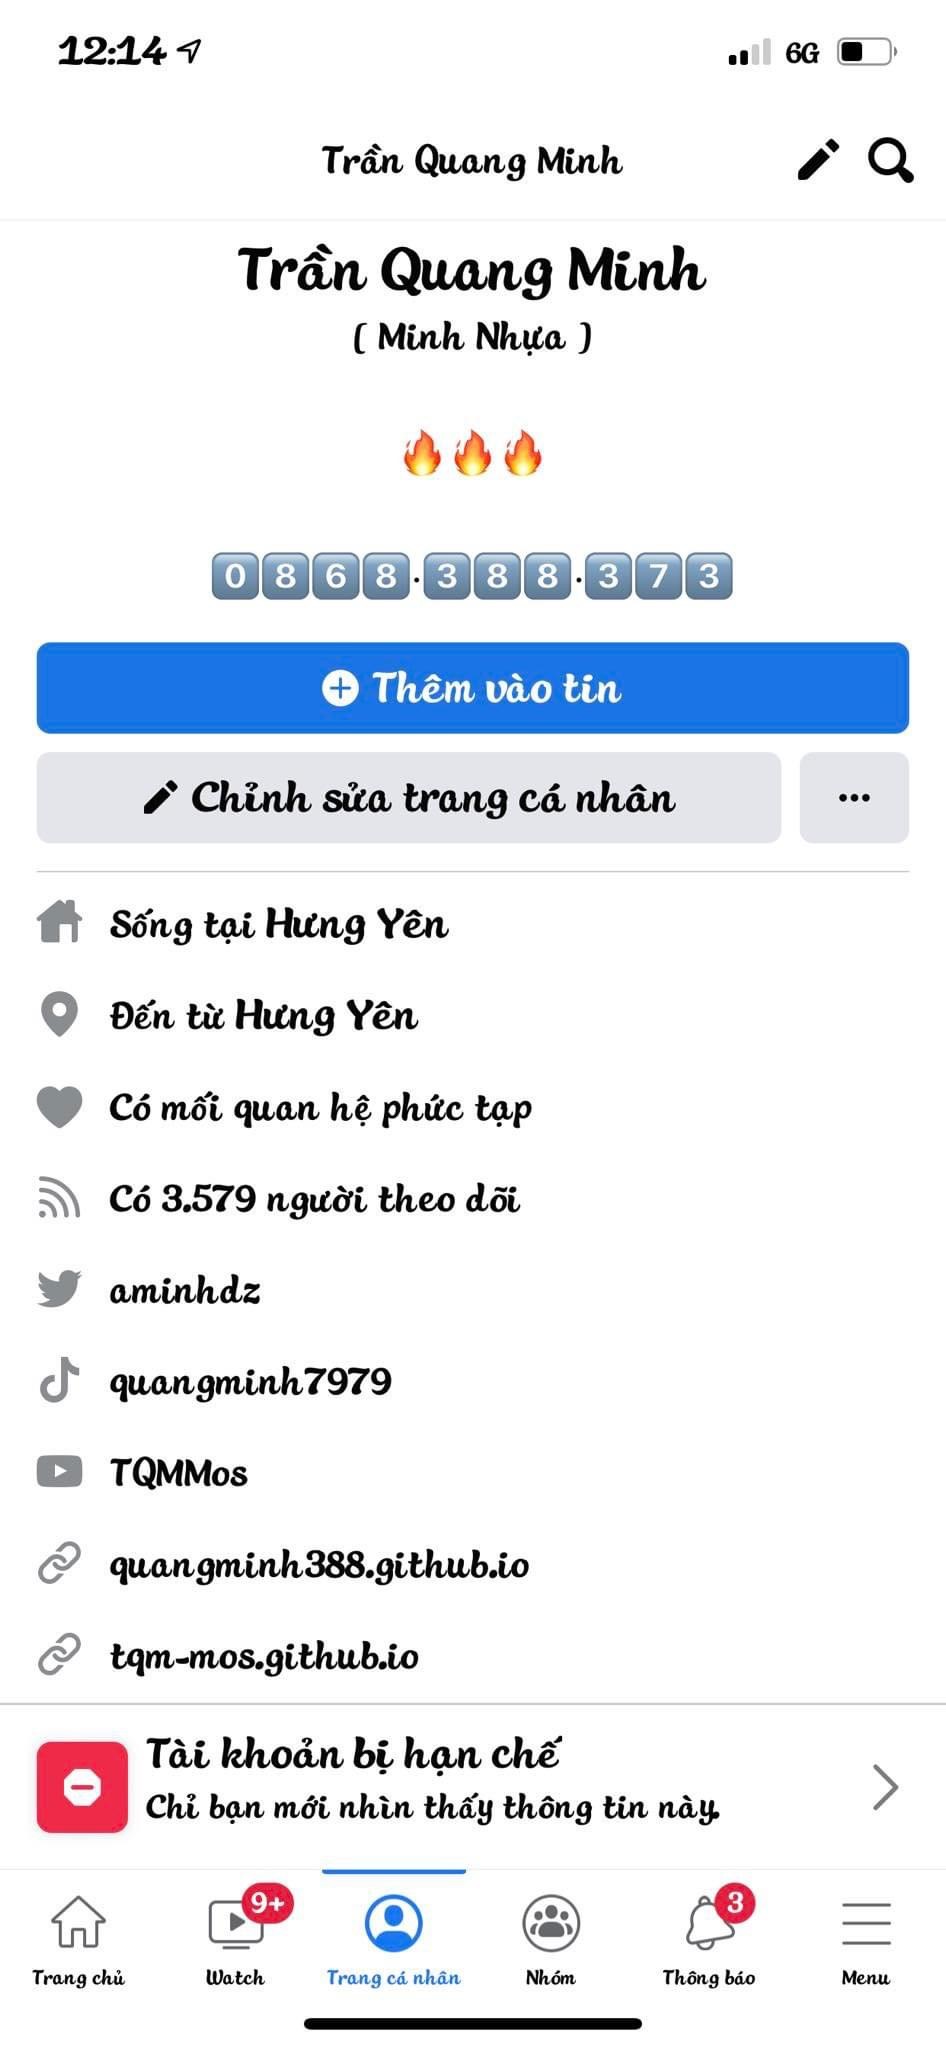 12:14 6G
Trần Quang Minh
Trần Quang Minh
( Minh Nhựa )
🔥🔥🔥
0868.388.373
Thêm vào tin
Chỉnh sửa trang cá nhân
Sống tại Hưng Yên
Đến từ Hưng Yên
Có mối quan hệ phức tạp
Có 3.579 người theo dõi
aminhdz
quangminh7979
TQMMos
quangminh388.github.io
tqm-mos.github.io
Tài khoản bị hạn chế
Chỉ bạn mới nhìn thấy thông tin này.
9+ 3
Trang chủ Watch Trang cá nhân Nhóm Thông báo Menu